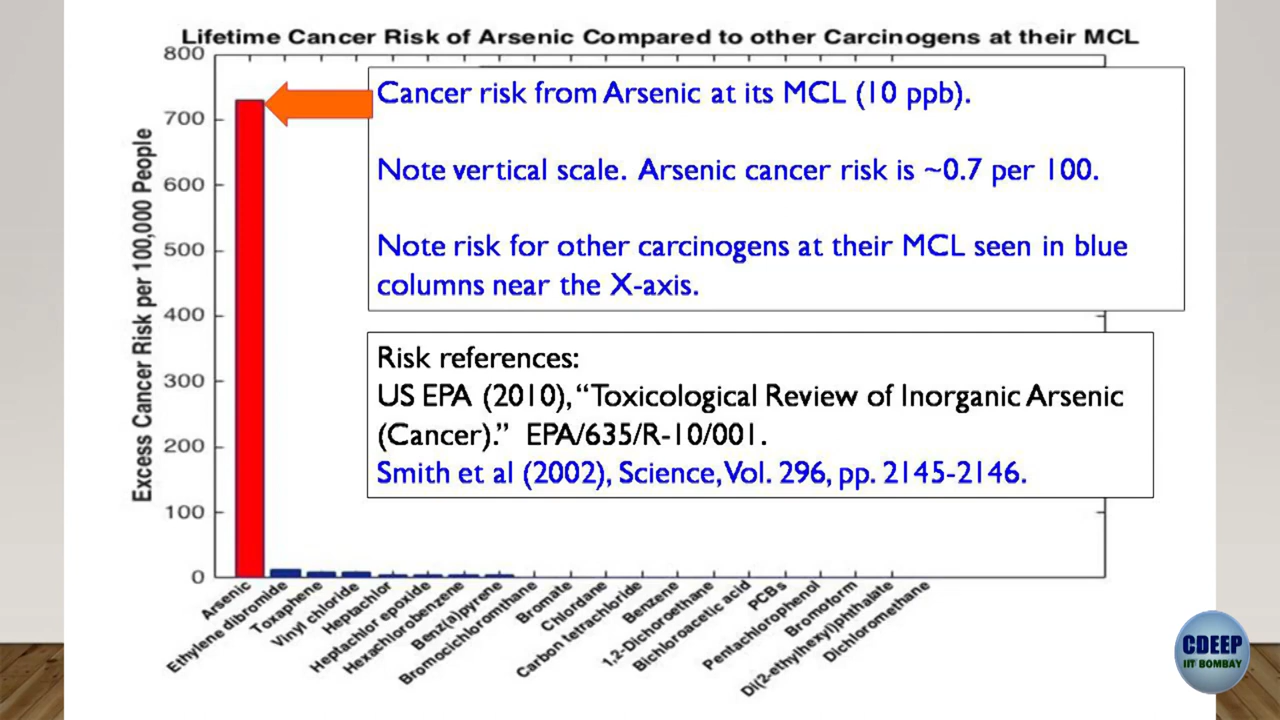 Lifetime Cancer Risk of Arsenic Compared to other Carcinogens at their MCL
Excess Cancer Risk per 100,000 People
800
700
600
500
400
300
200
100
0
Cancer risk from Arsenic at its MCL (10 ppb).
Note vertical scale. Arsenic cancer risk is ~0.7 per 100.
Note risk for other carcinogens at their MCL seen in blue
columns near the X-axis.
Risk references:
US EPA (2010), “Toxicological Review of Inorganic Arsenic
(Cancer).” EPA/635/R-10/001.
Smith et al (2002), Science, Vol. 296, pp. 2145-2146.
Arsenic
Ethylene dibromide
Toxaphene
Vinyl chloride
Heptachlor
Heptachlor epoxide
Hexachlorobenzene
Benz(a)pyrene
Bromocichloromthane
Bromate
Chlordane
Carbon tetrachloride
Benzene
1,2-Dichoroethane
Bichloroacetic acid
PCBs
Pentachlorophenol
Bromoform
Di(2-ethylhexyl)phthalate
Dichloromethane
CDEEP
IIT BOMBAY